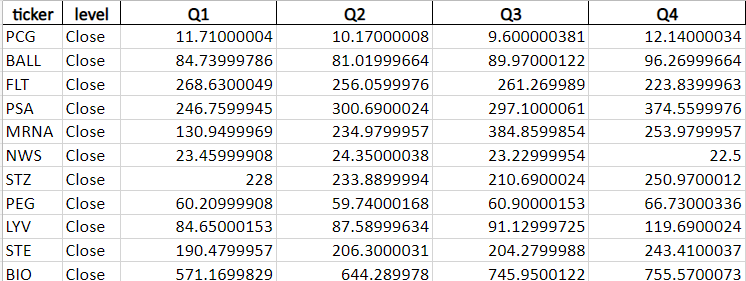 ticker level Q1 Q2 Q3 Q4
PCG Close 11.71000004 10.17000008 9.600000381 12.14000034
BALL Close 84.73999786 81.01999664 89.97000122 96.26999664
FLT Close 268.6300049 256.0599976 261.269989 223.8399963
PSA Close 246.7599945 300.6900024 297.1000061 374.5599976
MRNA Close 130.9499969 234.9799957 384.8599854 253.9799957
NWS Close 23.45999908 24.35000038 23.22999954 22.5
STZ Close 228 233.8899994 210.6900024 250.9700012
PEG Close 60.20999908 59.74000168 60.90000153 66.73000336
LYV Close 84.65000153 87.58999634 91.12999725 119.6900024
STE Close 190.4799957 206.3000031 204.2799988 243.4100037
BIO Close 571.1699829 644.289978 745.9500122 755.5700073